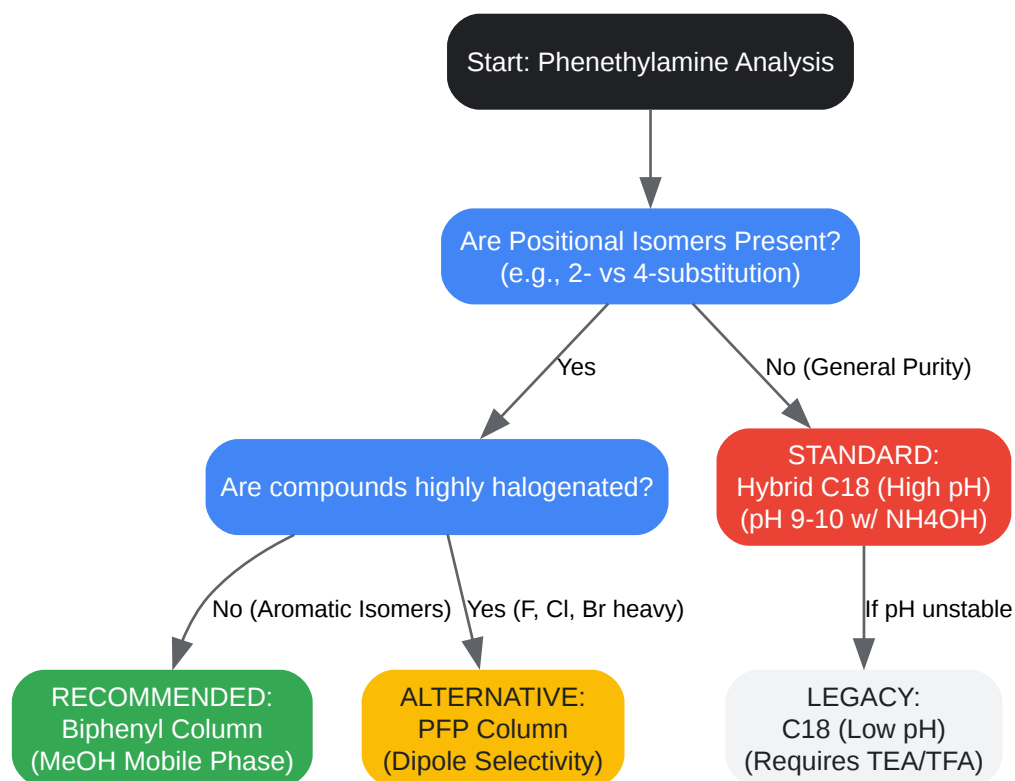 Start: Phenethylamine Analysis
Are Positional Isomers Present?
(e.g., 2- vs 4-substitution)
Yes
No (General Purity)
Are compounds highly halogenated?
STANDARD:
Hybrid C18 (High pH)
(pH 9-10 w/ NH4OH)
No (Aromatic Isomers)
Yes (F, Cl, Br heavy)
If pH unstable
RECOMMENDED:
Biphenyl Column
(MeOH Mobile Phase)
ALTERNATIVE:
PFP Column
(Dipole Selectivity)
LEGACY:
C18 (Low pH)
(Requires TEA/TFA)